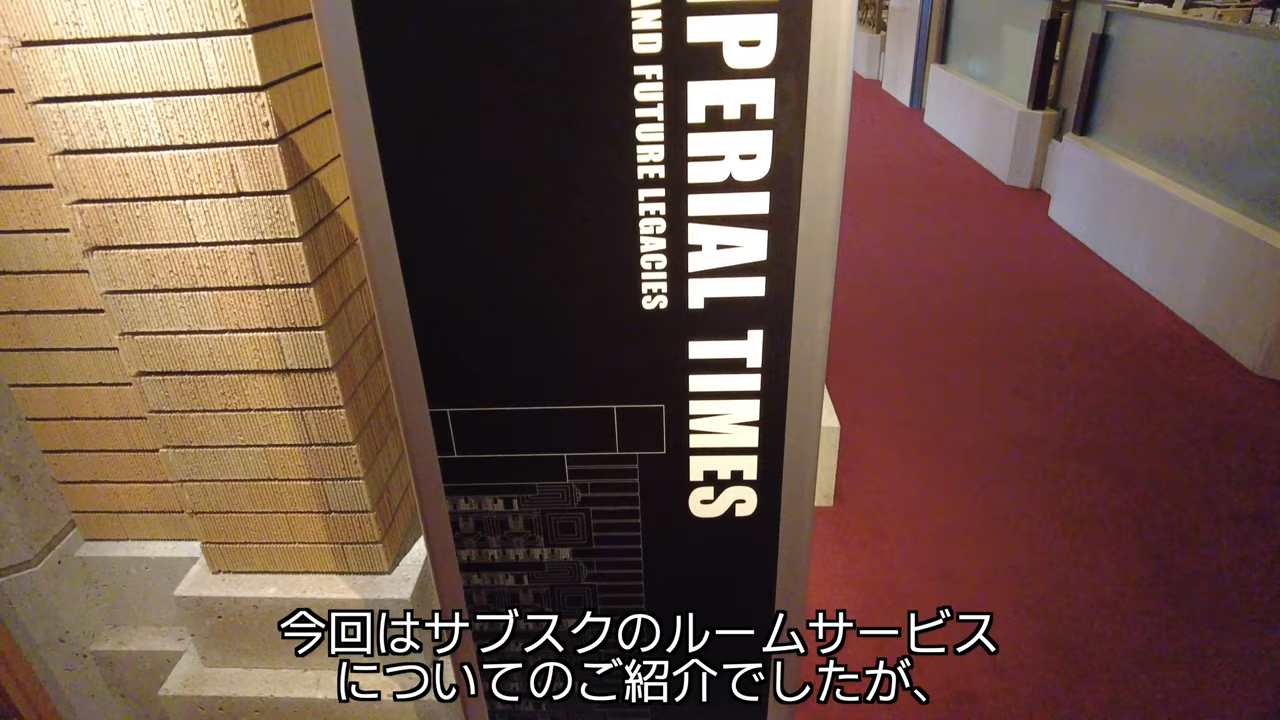 PERIAL TIMES
AND FUTURE LEGACIES
今回はサブスクのルームサービス
についてのご紹介でしたが、